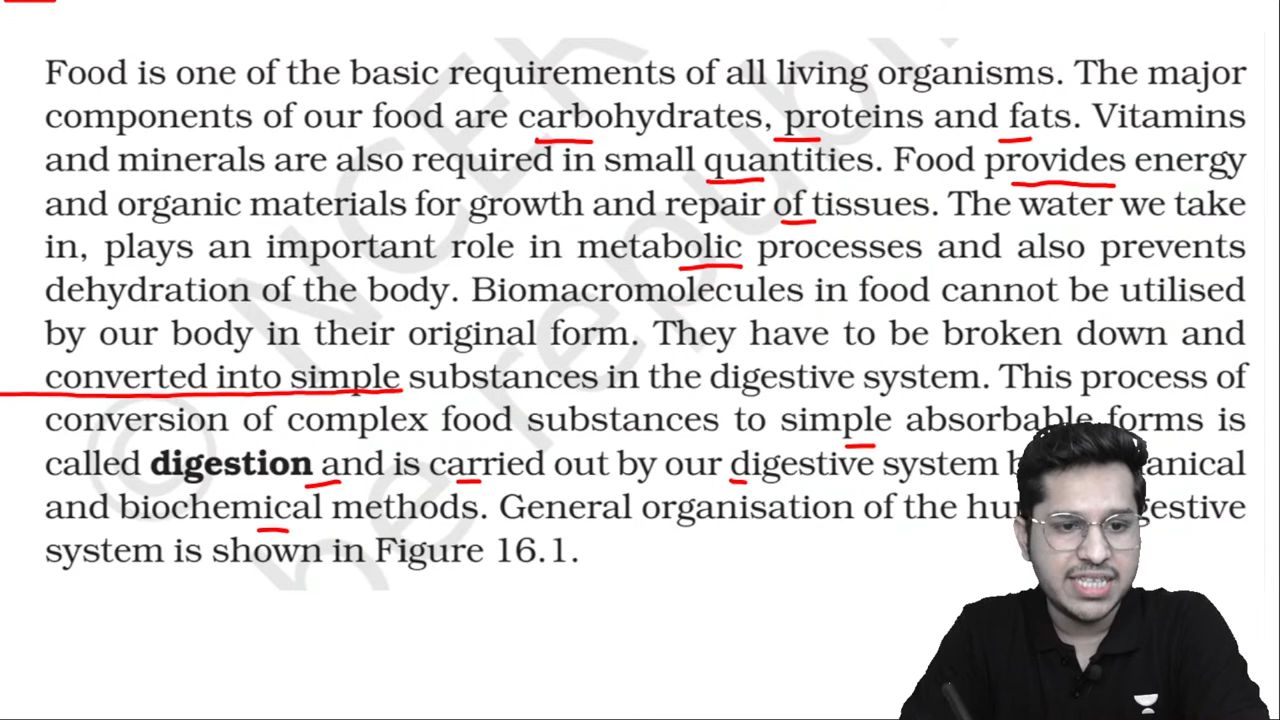 Food is one of the basic requirements of all living organisms. The major
components of our food are carbohydrates, proteins and fats. Vitamins
and minerals are also required in small quantities. Food provides energy
and organic materials for growth and repair of tissues. The water we take
in, plays an important role in metabolic processes and also prevents
dehydration of the body. Biomacromolecules in food cannot be utilised
by our body in their original form. They have to be broken down and
converted into simple substances in the digestive system. This process of
conversion of complex food substances to simple absorbable forms is
called digestion and is carried out by our digestive system
and biochemical methods. General organisation of the
system is shown in Figure 16.1.